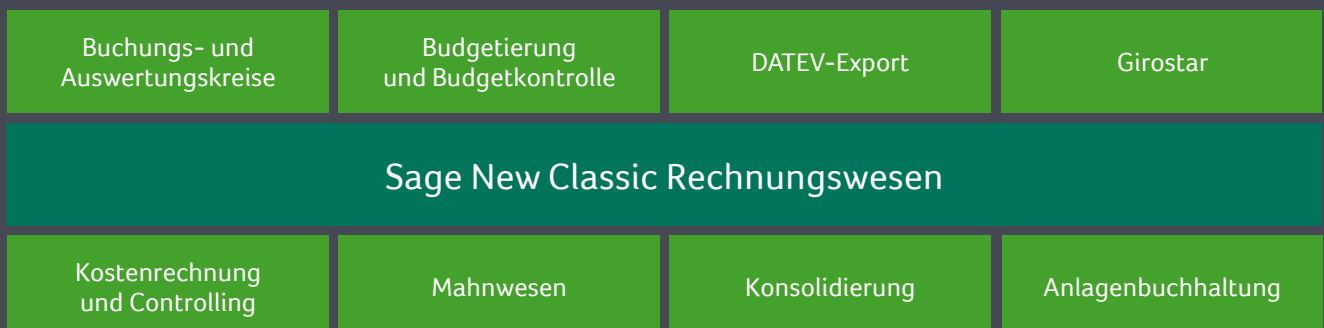 Buchungs- und
Auswertungskreise
Budgetierung
und Budgetkontrolle
DATEV-Export
Girostar
Sage New Classic Rechnungswesen
Kostenrechnung
und Controlling
Mahnwesen
Konsolidierung
Anlagenbuchhaltung